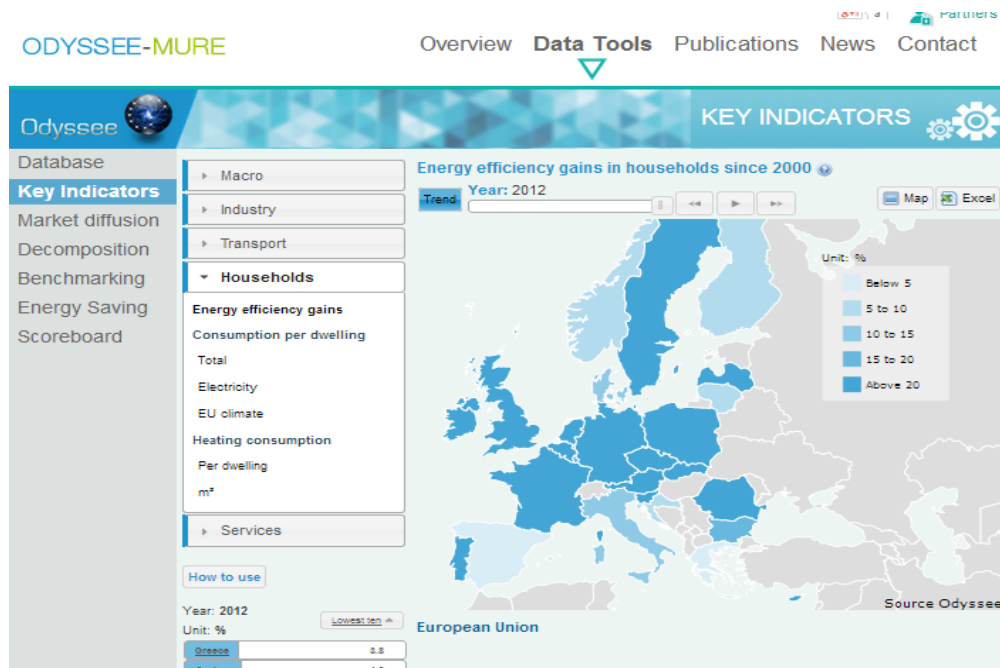 Partners
ODYSSEE-MURE
Overview Data Tools Publications News Contact
Odyssee
KEY INDICATORS
Database
Key Indicators
Market diffusion
Decomposition
Benchmarking
Energy Saving
Scoreboard
Macro
Industry
Transport
Households
Energy efficiency gains
Consumption per dwelling
Total
Electricity
EU climate
Heating consumption
Per dwelling
m²
Services
How to use
Year: 2012
Unit: %
Lowest ten
Greece 3.8
Energy efficiency gains in households since 2000
Trend
Year: 2012
Map Excel
Unit: %
Below 5
5 to 10
10 to 15
15 to 20
Above 20
Source Odyssee
European Union